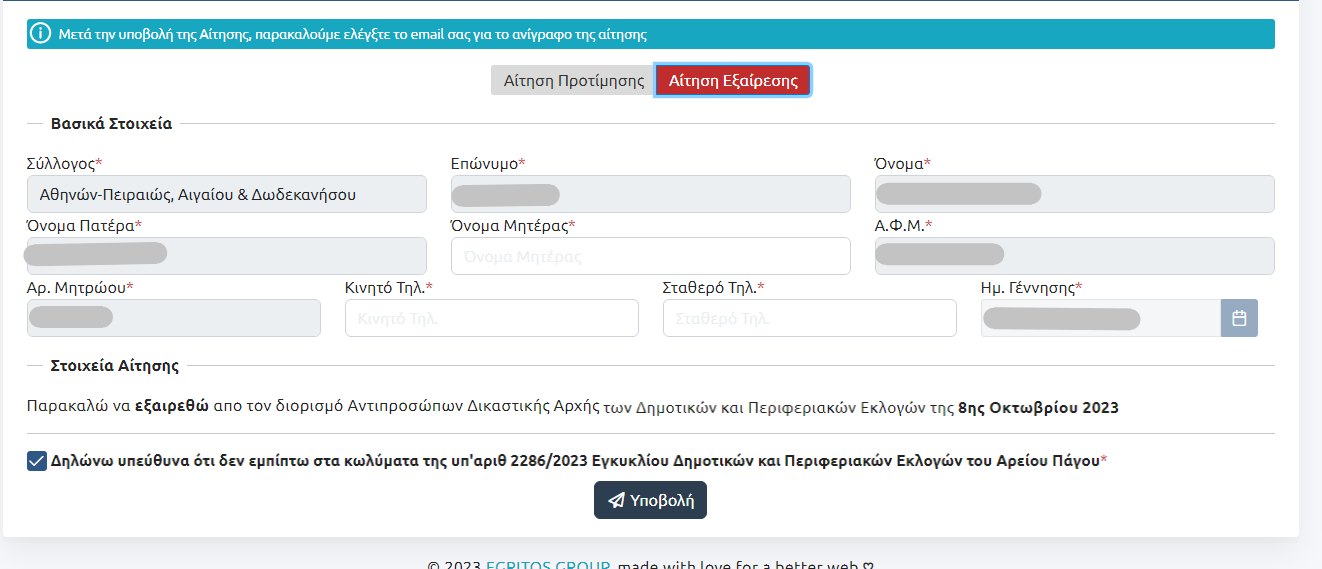 Μετά την υποβολή της Αίτησης, παρακαλούμε ελέγξτε το email σας για το ανίγραφο της αίτησης
Αίτηση Προτίμησης Αίτηση Εξαίρεσης
Βασικά Στοιχεία
Σύλλογος* Επώνυμο* Όνομα*
Αθηνών-Πειραιώς, Αιγαίου & Δωδεκανήσου
Όνομα Πατέρα* Όνομα Μητέρας* Α.Φ.Μ.*
Όνομα Μητέρας
Αρ. Μητρώου* Κινητό Τηλ.* Σταθερό Τηλ.* Ημ. Γέννησης*
Κινητό Τηλ. Σταθερό Τηλ.
Στοιχεία Αίτησης
Παρακαλώ να εξαιρεθώ απο τον διορισμό Αντιπροσώπων Δικαστικής Αρχής των Δημοτικών και Περιφεριακών Εκλογών της 8ης Οκτωβρίου 2023
Δηλώνω υπεύθυνα ότι δεν εμπίπτω στα κωλύματα της υπ'αριθ 2286/2023 Εγκυκλίου Δημοτικών και Περιφεριακών Εκλογών του Αρείου Πάγου*
Υποβολή
© 2023 EGRITOS GROUP, made with love for a better web